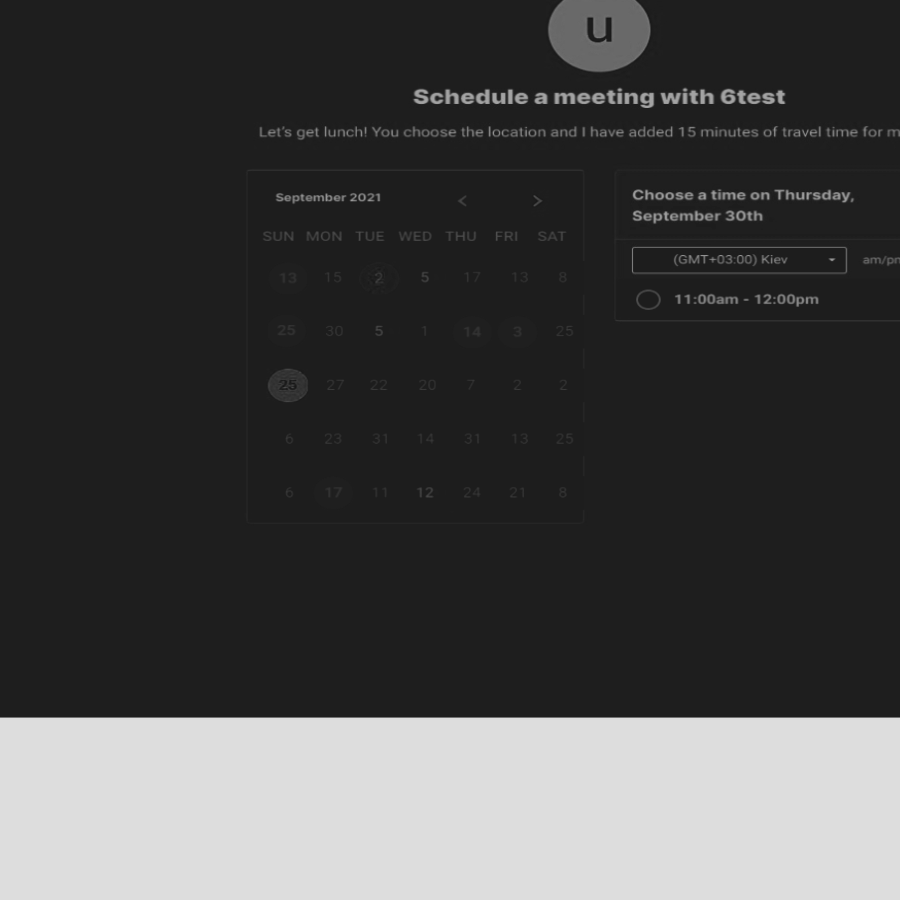 u
Schedule a meeting with 6test
Let's get lunch! You choose the location and I have added 15 minutes of travel time for m
September 2021 < >
SUN MON TUE WED THU FRI SAT
13 15 2 5 17 13 8
25 30 5 1 14 3 25
25 27 22 20 7 2 2
6 23 31 14 31 13 25
6 17 11 12 24 21 8
Choose a time on Thursday,
September 30th
(GMT+03:00) Kiev am/pm
11:00am - 12:00pm